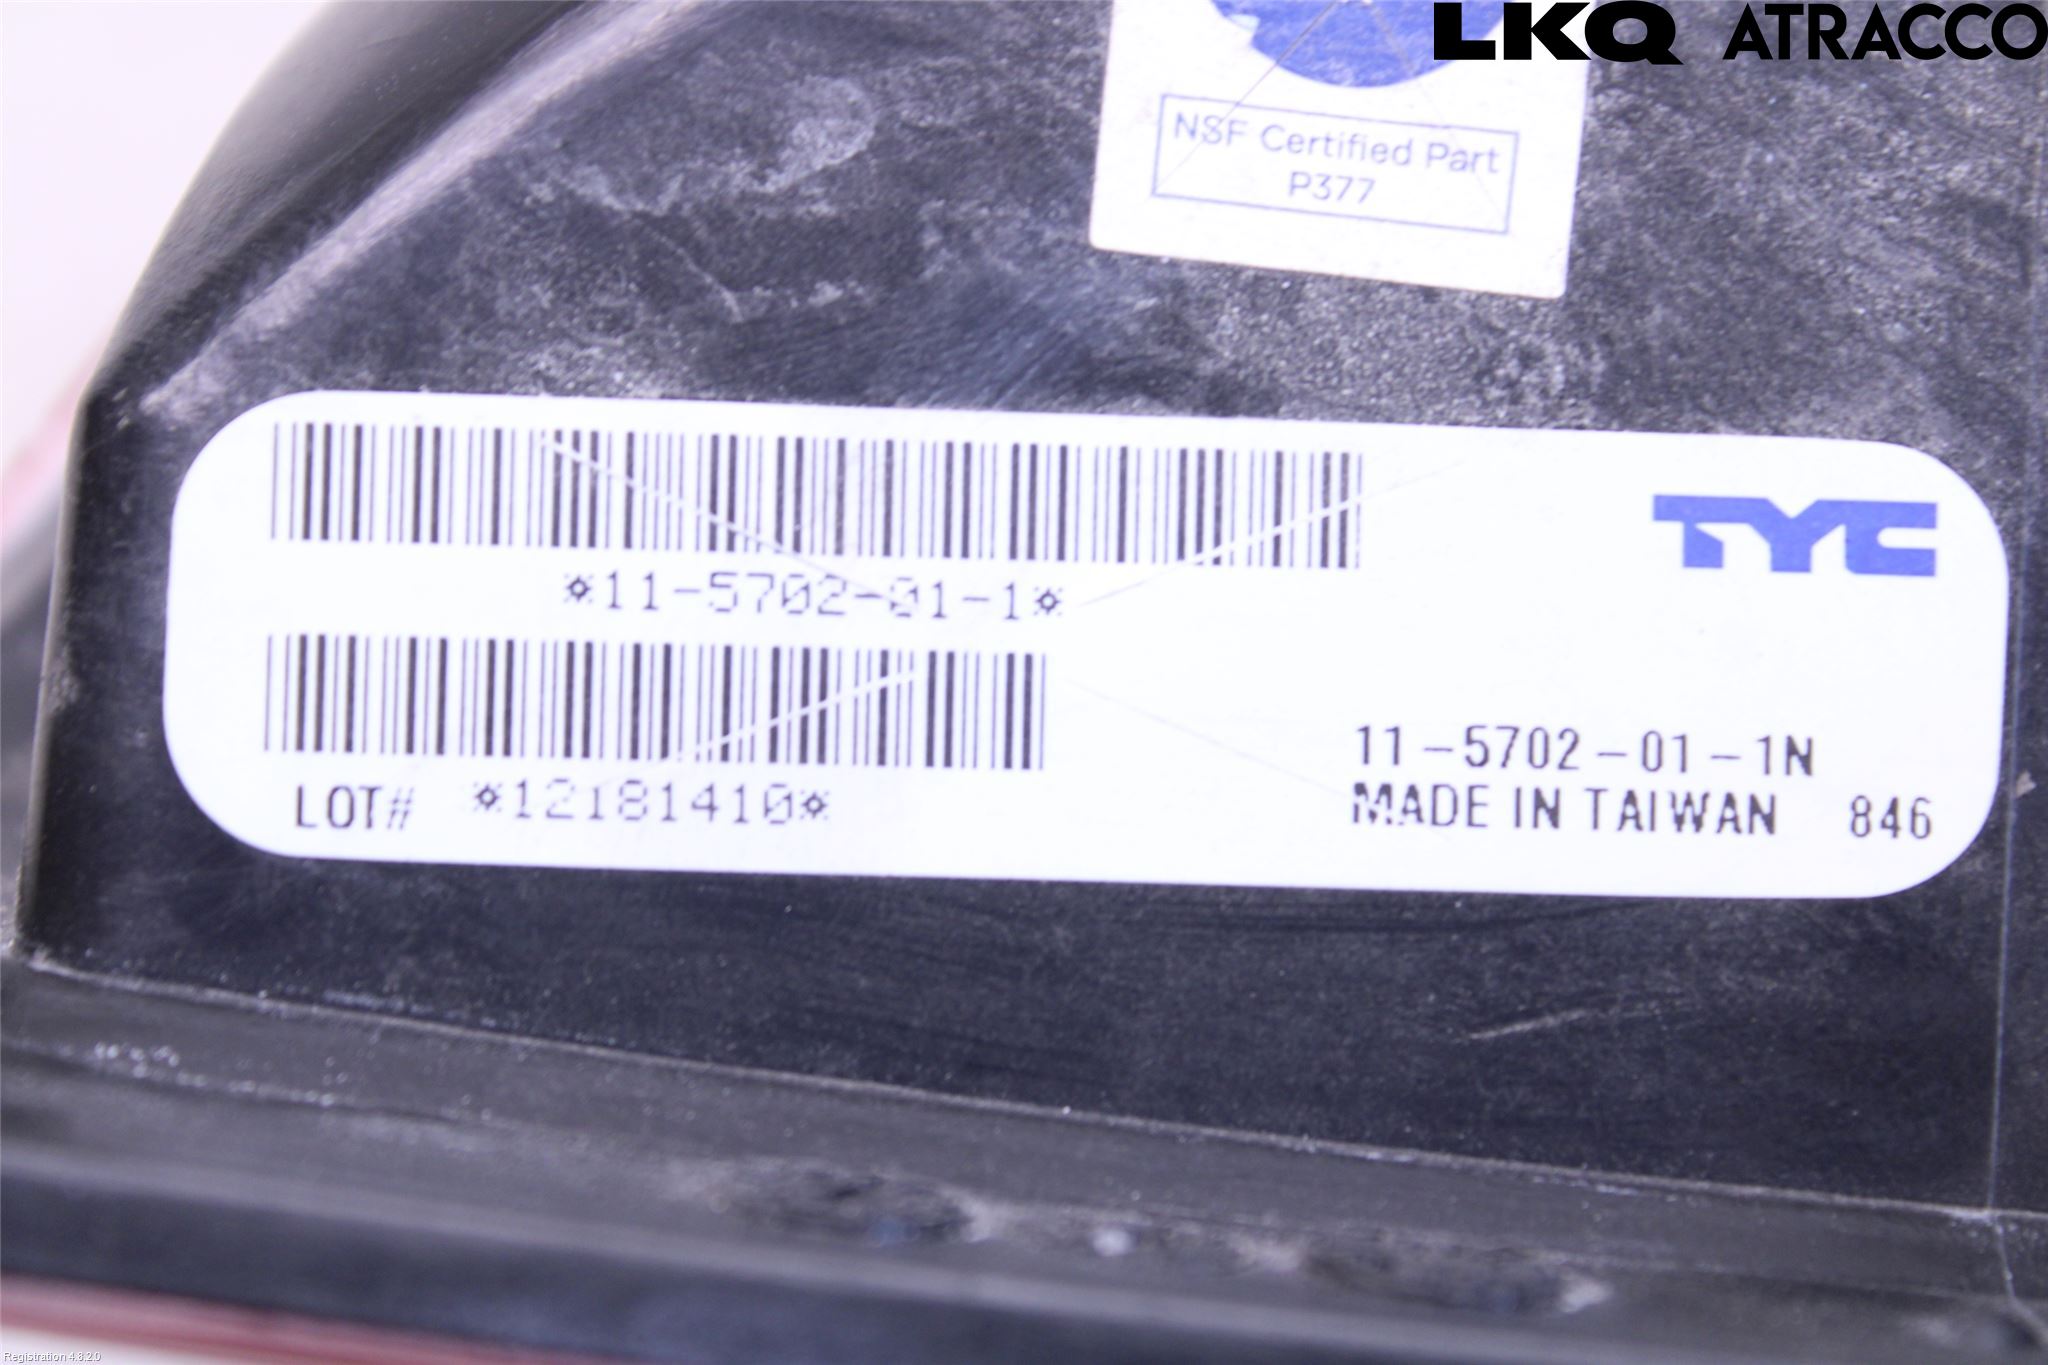 LKQ ATRACCO
NSF Certified Part
P377
TYC
*11-5702-01-1*
LOT# *12181410*
11-5702-01-1N
MADE IN TAIWAN 846
Registration 4.8.2.0